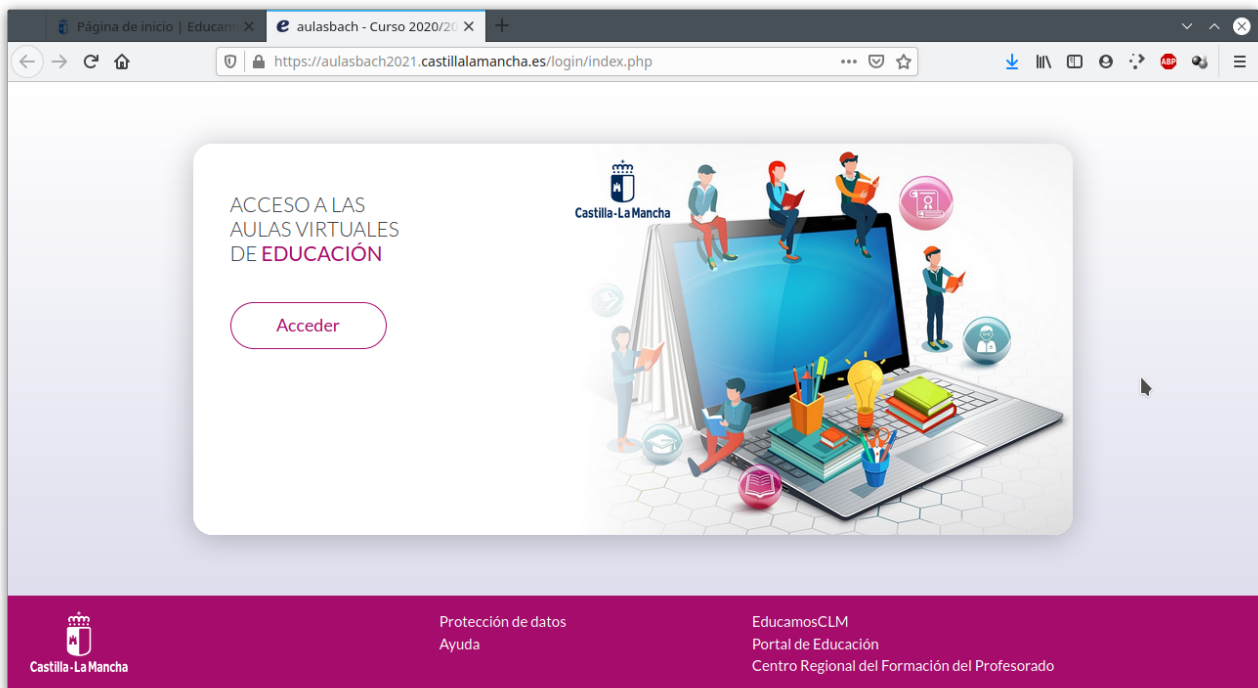 Página de inicio | Educam
aulasbach - Curso 2020/20
https://aulasbach2021.castillalamancha.es/login/index.php
ABP
ACCESO A LAS
AULAS VIRTUALES
DE EDUCACIÓN
Acceder
Castilla-La Mancha
Castilla-La Mancha
Protección de datos
Ayuda
EducamosCLM
Portal de Educación
Centro Regional del Formación del Profesorado